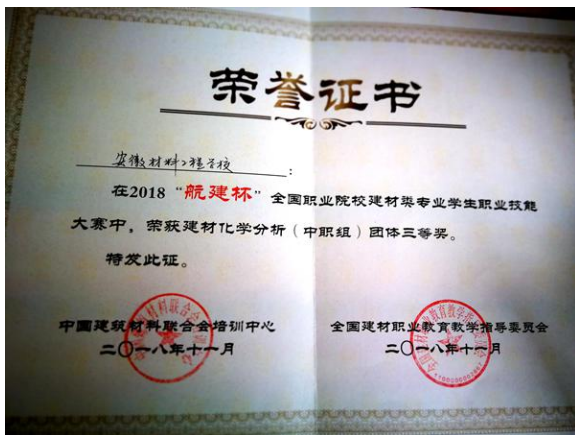 荣誉证书
安徽材料工程学校：
在2018“航建杯”全国职业院校建材类专业学生职业技能
大赛中，荣获建材化学分析（中职组）团体三等奖。
特发此证。
中国建筑材料联合会培训中心
二〇一八年十一月
全国建材职业教育教学指导委员会
二〇一八年十一月